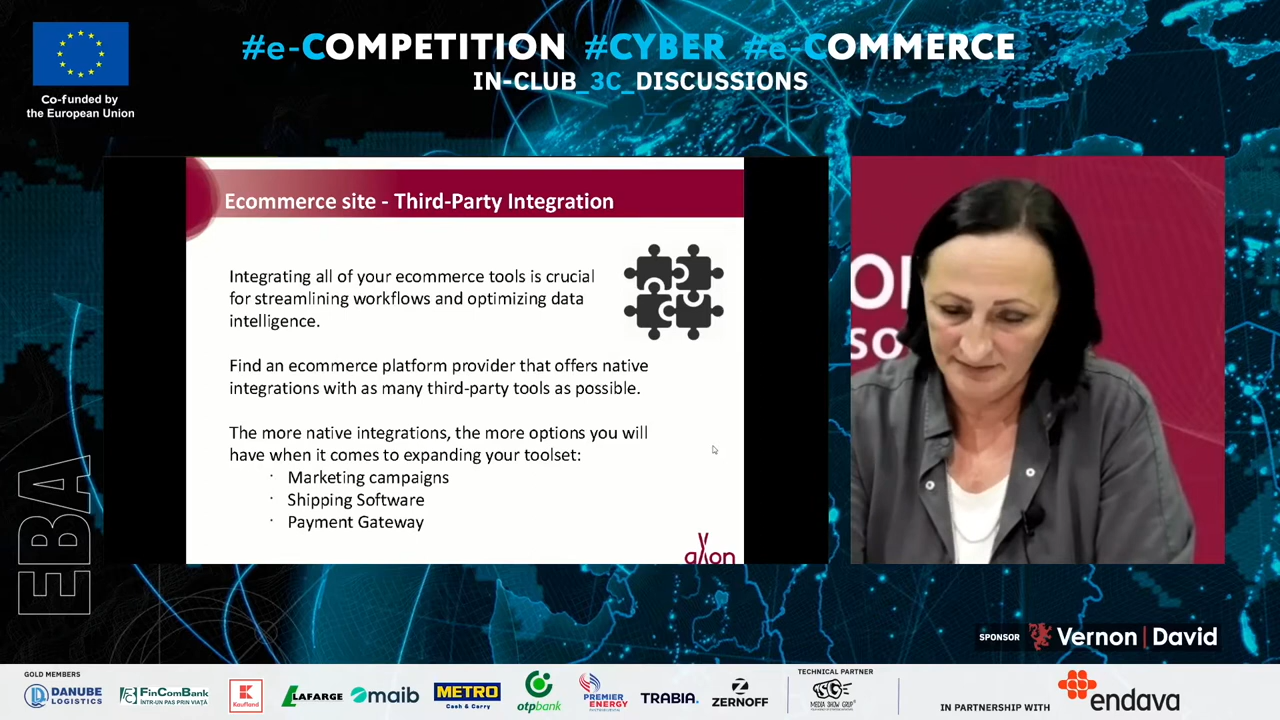 #e-COMPETITION #CYBER #e-COMMERCE
IN-CLUB_3C_DISCUSSIONS
Co-funded by
the European Union
Ecommerce site - Third-Party Integration
Integrating all of your ecommerce tools is crucial
for streamlining workflows and optimizing data
intelligence.
Find an ecommerce platform provider that offers native
integrations with as many third-party tools as possible.
The more native integrations, the more options you will
have when it comes to expanding your toolset:
· Marketing campaigns
· Shipping Software
· Payment Gateway
axon
SO
EBA
SPONSOR Vernon | David
GOLD MEMBERS
DANUBE
LOGISTICS
FinComBank
ÎNTR-UN PAS PRIN VIAȚĂ
Kaufland
LAFARGE
maib
METRO
Cash & Carry
otpbank
PREMIER
ENERGY
TRABIA.
ZERNOFF
TECHNICAL PARTNER
MEDIA SHOW GRUP
IN PARTNERSHIP WITH
endava